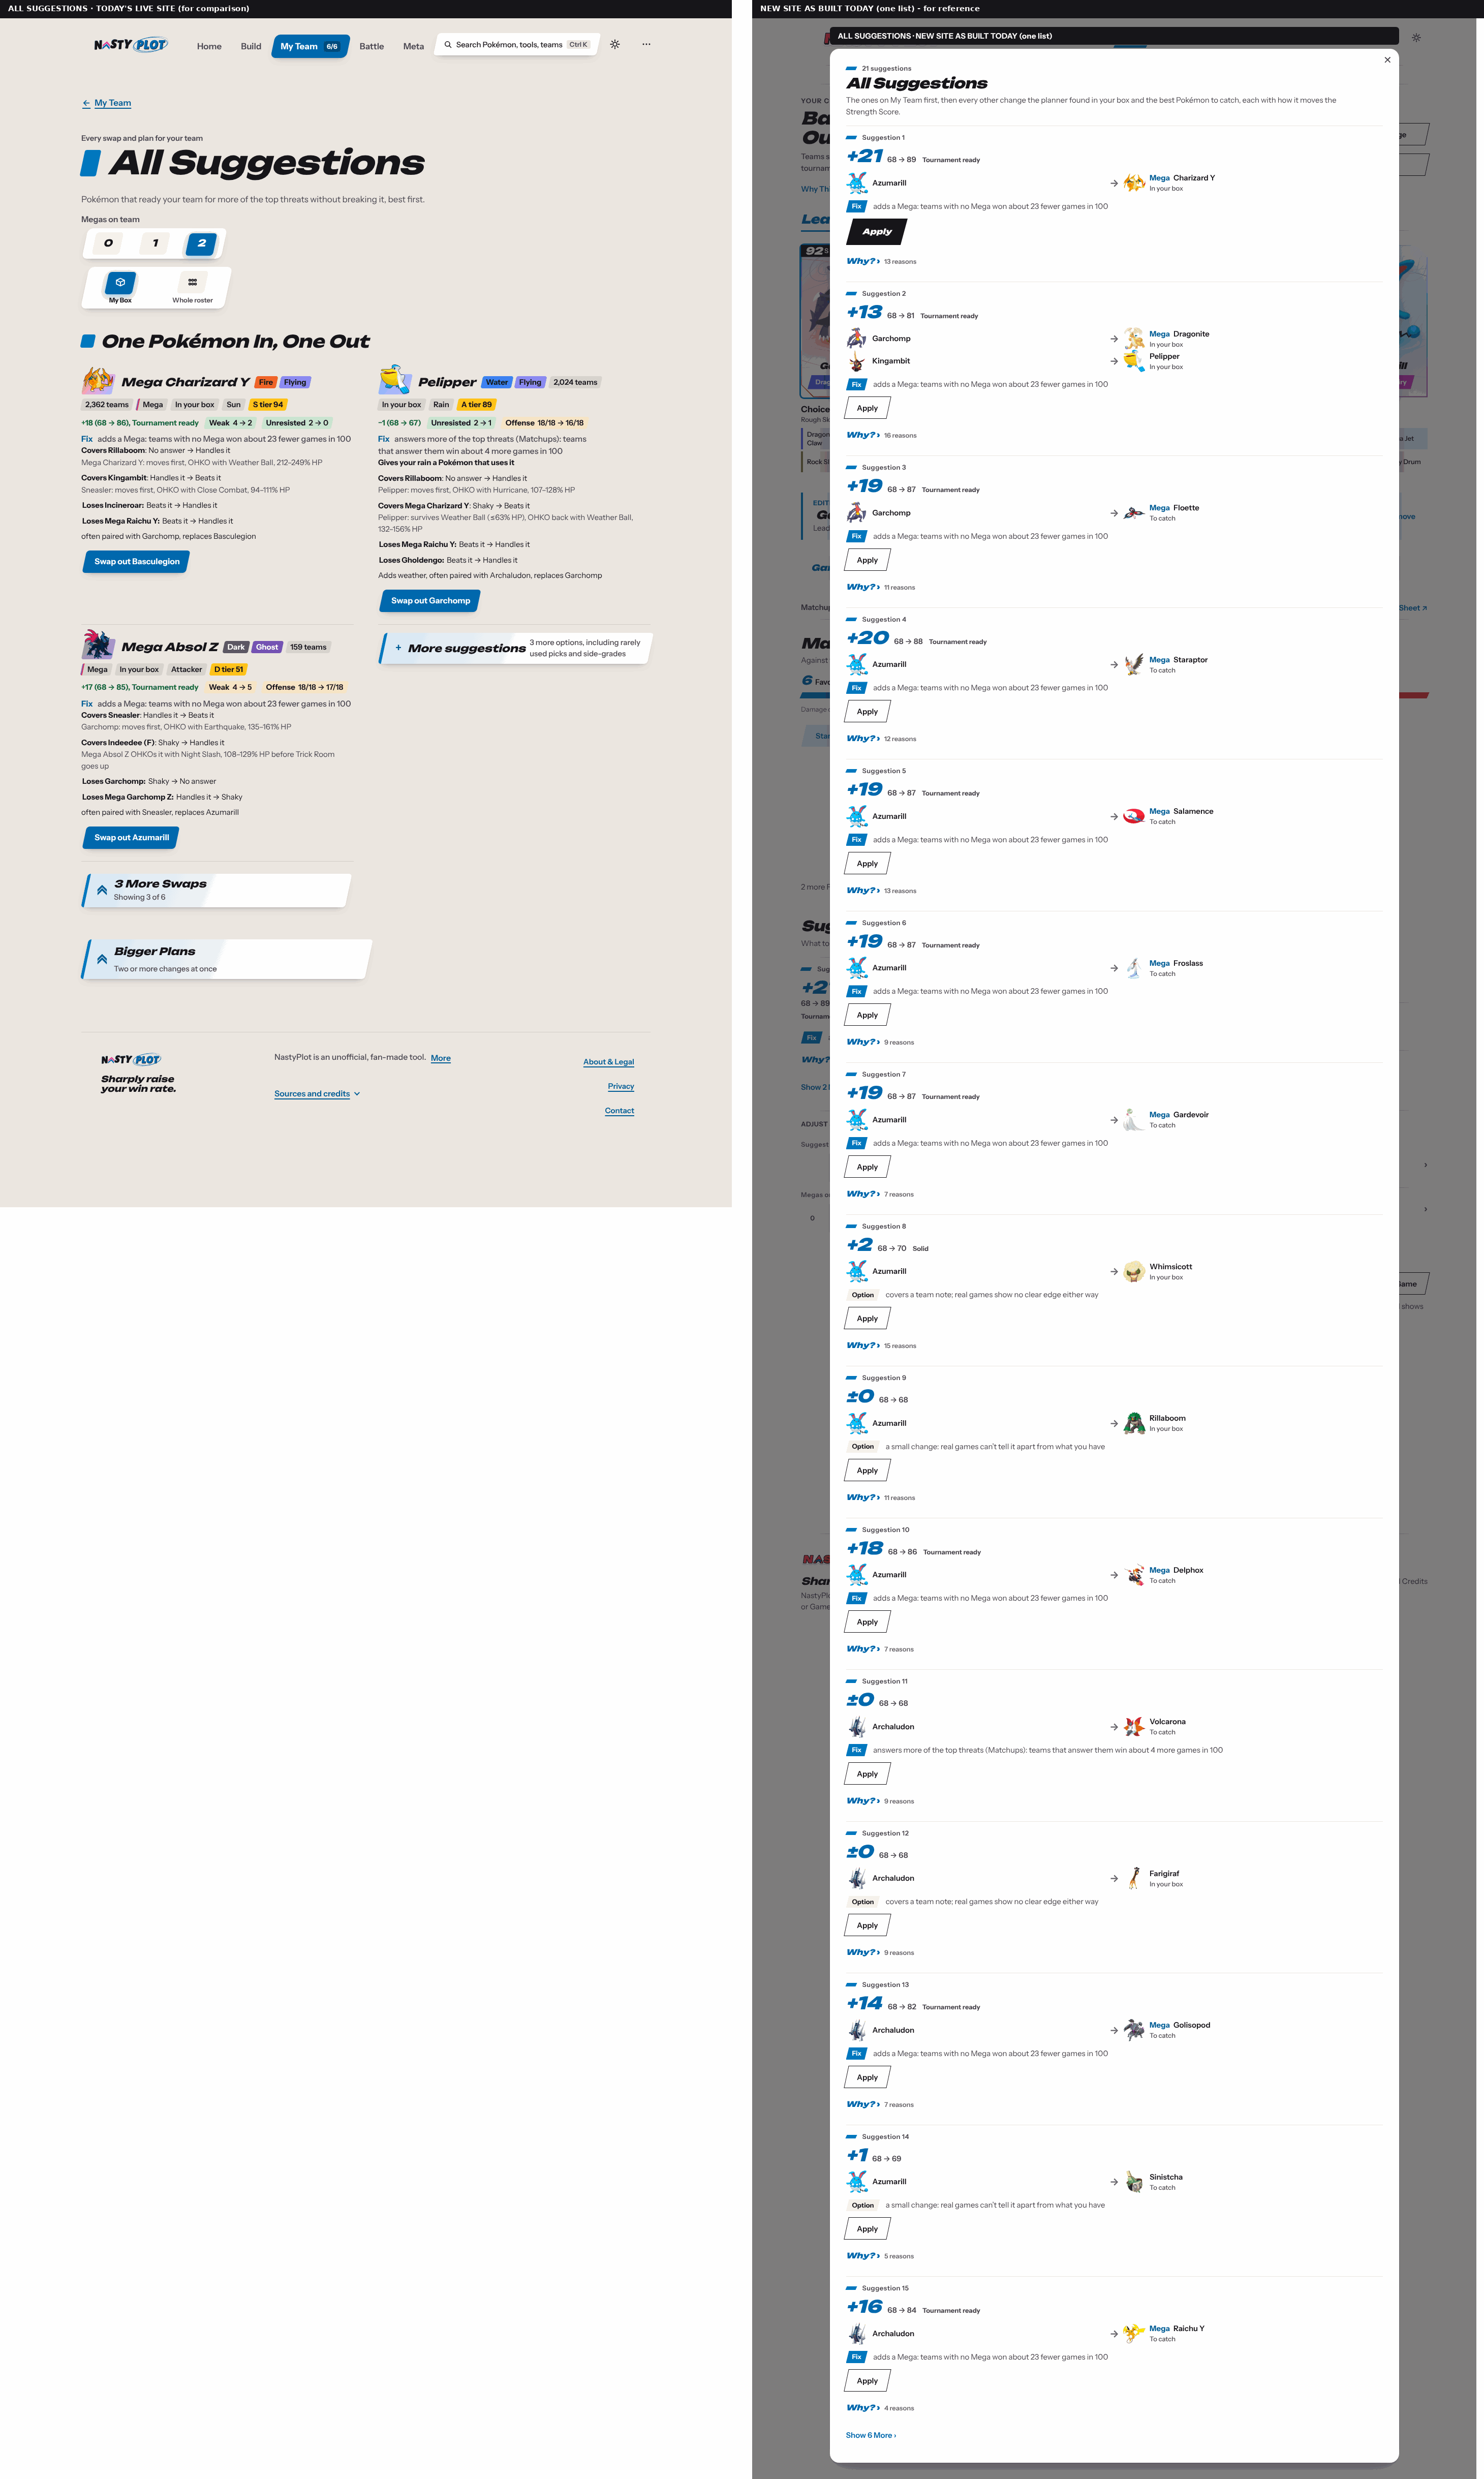 ALL SUGGESTIONS · TODAY'S LIVE SITE (for comparison)
NASTY PLOT
Home
Build
My Team 6/6
Battle
Meta
Search Pokémon, tools, teams Ctrl K
← My Team
Every swap and plan for your team
All Suggestions
Pokémon that ready your team for more of the top threats without breaking it, best first.
Megas on team
0 1 2
My Box Whole roster
One Pokémon In, One Out
Mega Charizard Y Fire Flying
2,362 teams Mega In your box Sun S tier 94
+18 (68 → 86), Tournament ready Weak 4 → 2 Unresisted 2 → 0
Fix adds a Mega: teams with no Mega won about 23 fewer games in 100
Covers Rillaboom: No answer → Handles it
Mega Charizard Y: moves first, OHKO with Weather Ball, 212–249% HP
Covers Kingambit: Handles it → Beats it
Sneasler: moves first, OHKO with Close Combat, 94–111% HP
Loses Incineroar: Beats it → Handles it
Loses Mega Raichu Y: Beats it → Handles it
often paired with Garchomp, replaces Basculegion
Swap out Basculegion
Pelipper Water Flying 2,024 teams
In your box Rain A tier 89
−1 (68 → 67) Unresisted 2 → 1 Offense 18/18 → 16/18
Fix answers more of the top threats (Matchups): teams
that answer them win about 4 more games in 100
Gives your rain a Pokémon that uses it
Covers Rillaboom: No answer → Handles it
Pelipper: moves first, OHKO with Hurricane, 107–128% HP
Covers Mega Charizard Y: Shaky → Beats it
Pelipper: survives Weather Ball (≤63% HP), OHKO back with Weather Ball,
132–156% HP
Loses Mega Raichu Y: Beats it → Handles it
Loses Gholdengo: Beats it → Handles it
Adds weather, often paired with Archaludon, replaces Garchomp
Swap out Garchomp
Mega Absol Z Dark Ghost 159 teams
Mega In your box Attacker D tier 51
+17 (68 → 85), Tournament ready Weak 4 → 5 Offense 18/18 → 17/18
Fix adds a Mega: teams with no Mega won about 23 fewer games in 100
Covers Sneasler: Handles it → Beats it
Garchomp: moves first, OHKO with Earthquake, 135–161% HP
Covers Indeedee (F): Shaky → Handles it
Mega Absol Z OHKOs it with Night Slash, 108–129% HP before Trick Room
goes up
Loses Garchomp: Shaky → No answer
Loses Mega Garchomp Z: Handles it → Shaky
often paired with Sneasler, replaces Azumarill
Swap out Azumarill
+ More suggestions 3 more options, including rarely
used picks and side-grades
3 More Swaps
Showing 3 of 6
Bigger Plans
Two or more changes at once
NASTY PLOT
Sharply raise
your win rate.
NastyPlot is an unofficial, fan-made tool. More
Sources and credits
About & Legal
Privacy
Contact
NEW SITE AS BUILT TODAY (one list) - for reference
ALL SUGGESTIONS · NEW SITE AS BUILT TODAY (one list)
21 suggestions
All Suggestions
The ones on My Team first, then every other change the planner found in your box and the best Pokémon to catch, each with how it moves the
Strength Score.
Suggestion 1
+21 68 → 89 Tournament ready
Azumarill → Mega Charizard Y
In your box
Fix adds a Mega: teams with no Mega won about 23 fewer games in 100
Apply
Why? › 13 reasons
Suggestion 2
+13 68 → 81 Tournament ready
Garchomp → Mega Dragonite
In your box
Kingambit → Pelipper
In your box
Fix adds a Mega: teams with no Mega won about 23 fewer games in 100
Apply
Why? › 16 reasons
Suggestion 3
+19 68 → 87 Tournament ready
Garchomp → Mega Floette
To catch
Fix adds a Mega: teams with no Mega won about 23 fewer games in 100
Apply
Why? › 11 reasons
Suggestion 4
+20 68 → 88 Tournament ready
Azumarill → Mega Staraptor
To catch
Fix adds a Mega: teams with no Mega won about 23 fewer games in 100
Apply
Why? › 12 reasons
Suggestion 5
+19 68 → 87 Tournament ready
Azumarill → Mega Salamence
To catch
Fix adds a Mega: teams with no Mega won about 23 fewer games in 100
Apply
Why? › 13 reasons
Suggestion 6
+19 68 → 87 Tournament ready
Azumarill → Mega Froslass
To catch
Fix adds a Mega: teams with no Mega won about 23 fewer games in 100
Apply
Why? › 9 reasons
Suggestion 7
+19 68 → 87 Tournament ready
Azumarill → Mega Gardevoir
To catch
Fix adds a Mega: teams with no Mega won about 23 fewer games in 100
Apply
Why? › 7 reasons
Suggestion 8
+2 68 → 70 Solid
Azumarill → Whimsicott
In your box
Option covers a team note; real games show no clear edge either way
Apply
Why? › 15 reasons
Suggestion 9
±0 68 → 68
Azumarill → Rillaboom
In your box
Option a small change: real games can't tell it apart from what you have
Apply
Why? › 11 reasons
Suggestion 10
+18 68 → 86 Tournament ready
Azumarill → Mega Delphox
To catch
Fix adds a Mega: teams with no Mega won about 23 fewer games in 100
Apply
Why? › 7 reasons
Suggestion 11
±0 68 → 68
Archaludon → Volcarona
To catch
Fix answers more of the top threats (Matchups): teams that answer them win about 4 more games in 100
Apply
Why? › 9 reasons
Suggestion 12
±0 68 → 68
Archaludon → Farigiraf
In your box
Option covers a team note; real games show no clear edge either way
Apply
Why? › 9 reasons
Suggestion 13
+14 68 → 82 Tournament ready
Archaludon → Mega Golisopod
To catch
Fix adds a Mega: teams with no Mega won about 23 fewer games in 100
Apply
Why? › 7 reasons
Suggestion 14
+1 68 → 69
Azumarill → Sinistcha
To catch
Option a small change: real games can't tell it apart from what you have
Apply
Why? › 5 reasons
Suggestion 15
+16 68 → 84 Tournament ready
Archaludon → Mega Raichu Y
To catch
Fix adds a Mega: teams with no Mega won about 23 fewer games in 100
Apply
Why? › 4 reasons
Show 6 More ›